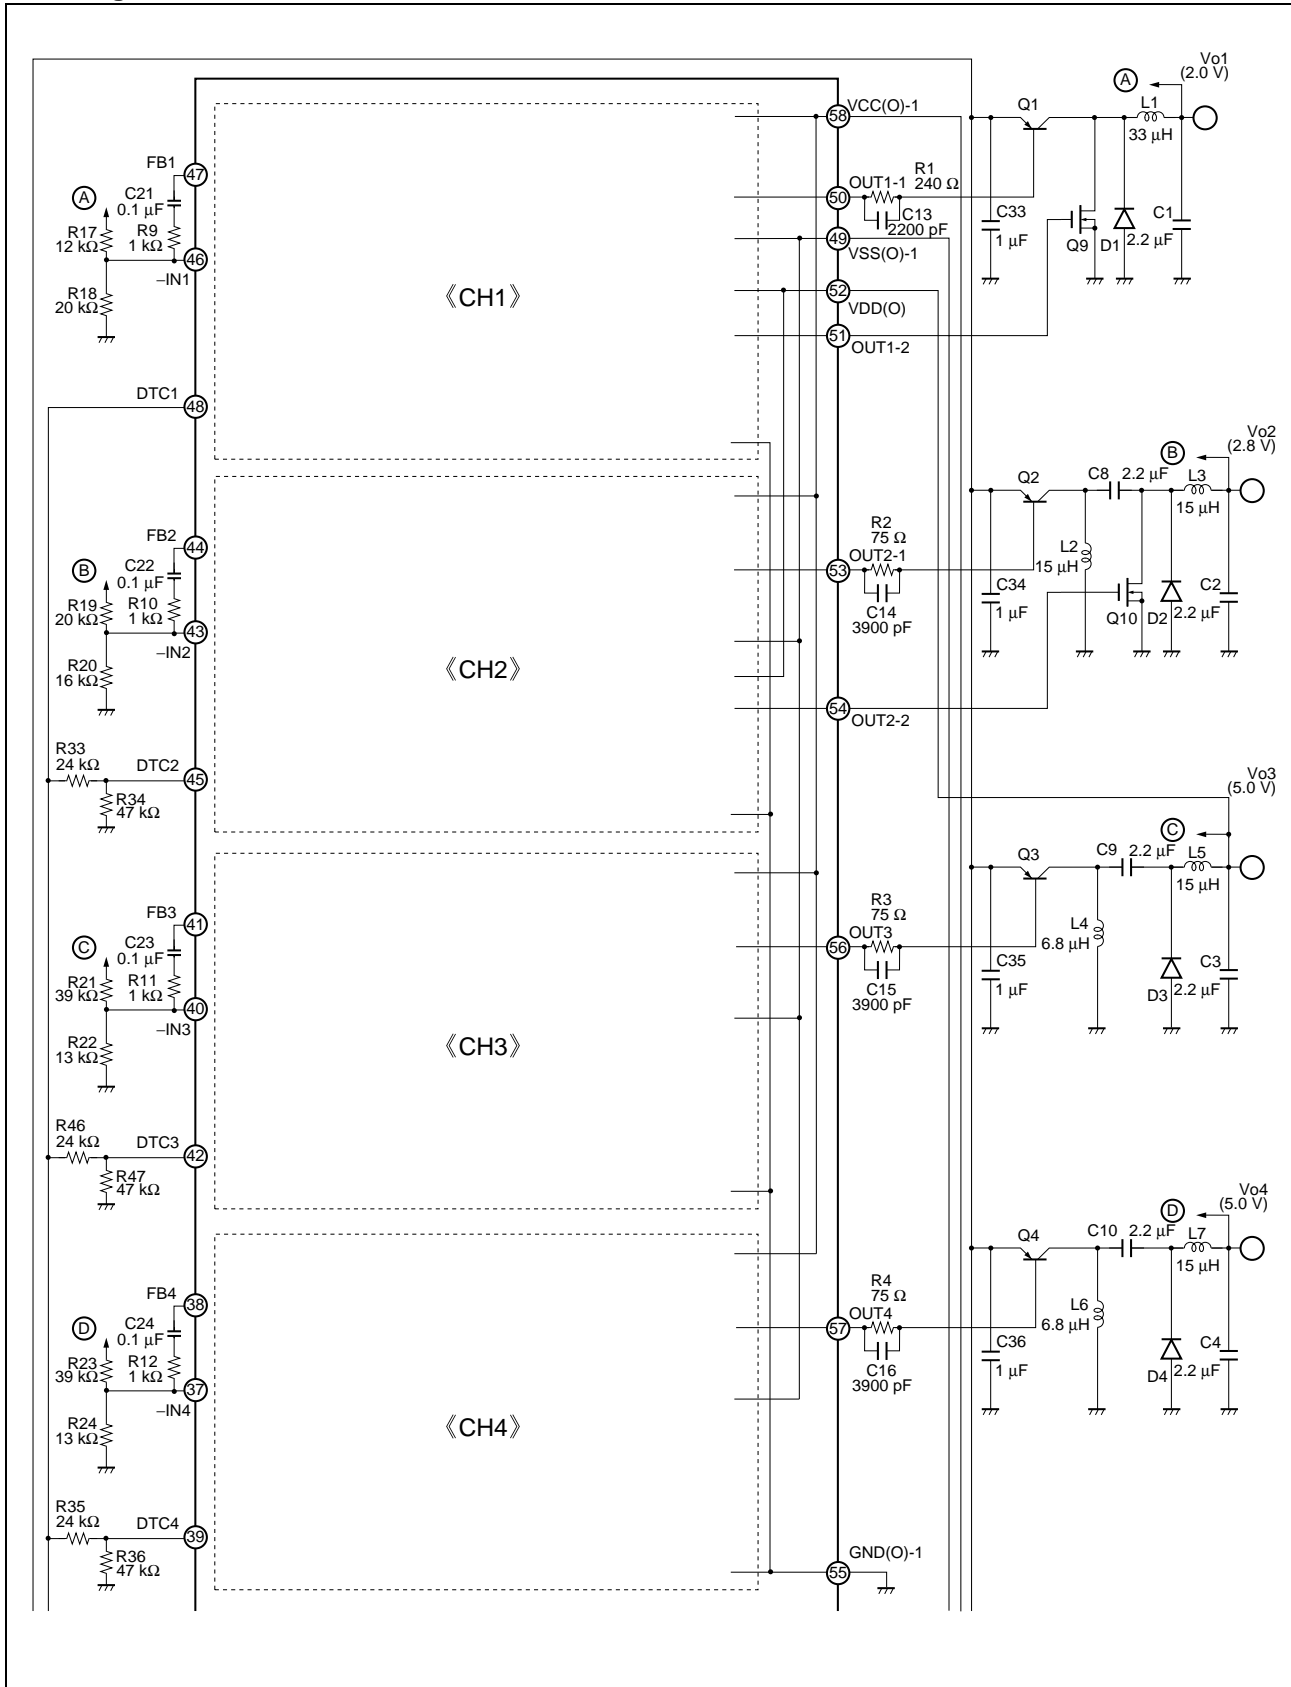 Vo1
(2.0 V)
A
L1
33 µH
Q1
58
VCC(O)-1
FB1
47
C21
0.1 µF
A
R17
12 kΩ
R9
1 kΩ
46
–IN1
R18
20 kΩ
《CH1》
50
OUT1-1
R1
240 Ω
C13
2200 pF
49
VSS(O)-1
52
VDD(O)
51
OUT1-2
C33
1 µF
Q9
D1
C1
2.2 µF
DTC1
48
Vo2
(2.8 V)
B
Q2
C8
2.2 µF
L3
15 µH
FB2
44
C22
0.1 µF
B
R19
20 kΩ
R10
1 kΩ
43
–IN2
R20
16 kΩ
《CH2》
R2
75 Ω
OUT2-1
53
C14
3900 pF
L2
15 µH
C34
1 µF
Q10
D2
C2
2.2 µF
54
OUT2-2
R33
24 kΩ
DTC2
45
R34
47 kΩ
Vo3
(5.0 V)
C
Q3
C9
2.2 µF
L5
15 µH
FB3
41
C23
0.1 µF
C
R21
39 kΩ
R11
1 kΩ
40
–IN3
R22
13 kΩ
《CH3》
R3
75 Ω
OUT3
56
C15
3900 pF
L4
6.8 µH
C35
1 µF
D3
C3
2.2 µF
R46
24 kΩ
DTC3
42
R47
47 kΩ
Vo4
(5.0 V)
D
Q4
C10
2.2 µF
L7
15 µH
FB4
38
C24
0.1 µF
D
R23
39 kΩ
R12
1 kΩ
37
–IN4
R24
13 kΩ
《CH4》
R4
75 Ω
OUT4
57
C16
3900 pF
L6
6.8 µH
C36
1 µF
D4
C4
2.2 µF
R35
24 kΩ
DTC4
39
R36
47 kΩ
GND(O)-1
55